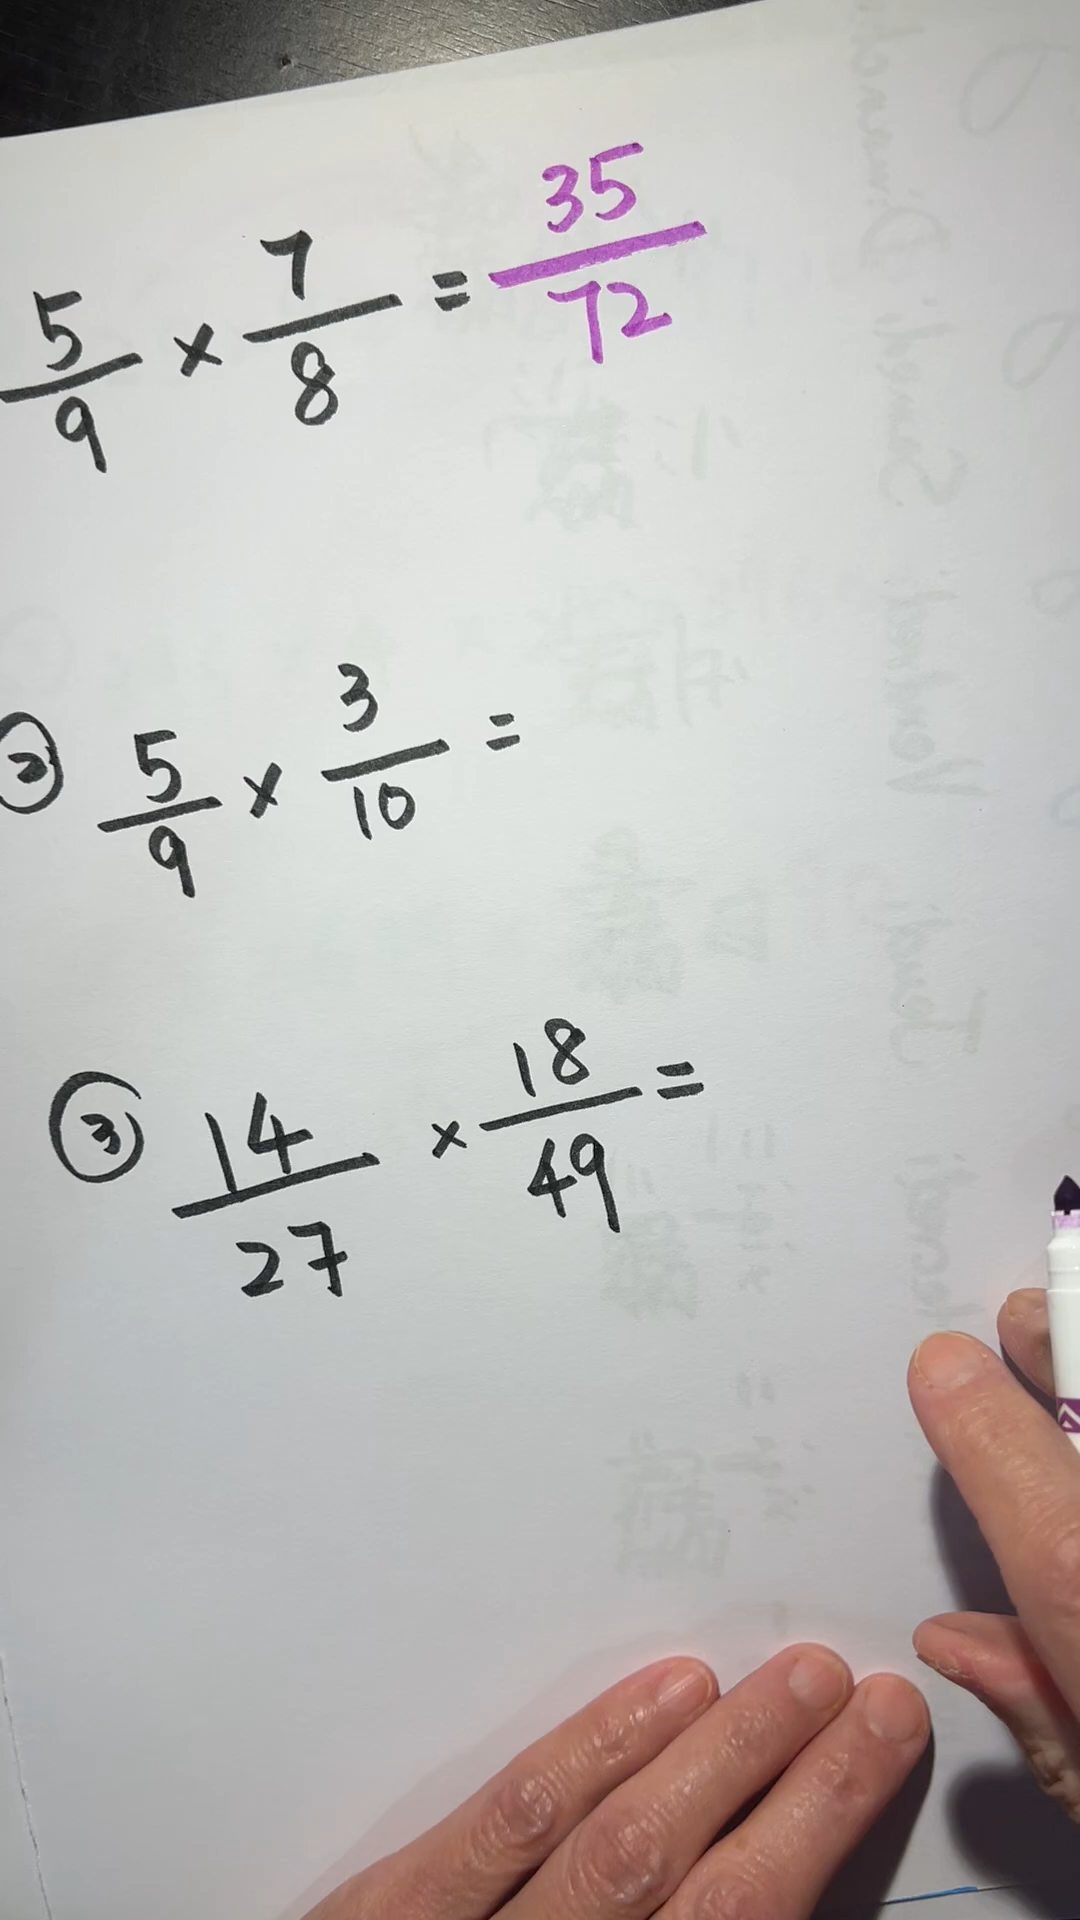 5/9 × 7/8 = 35/72
② 5/9 × 3/10 =
③ 14/27 × 18/49 =